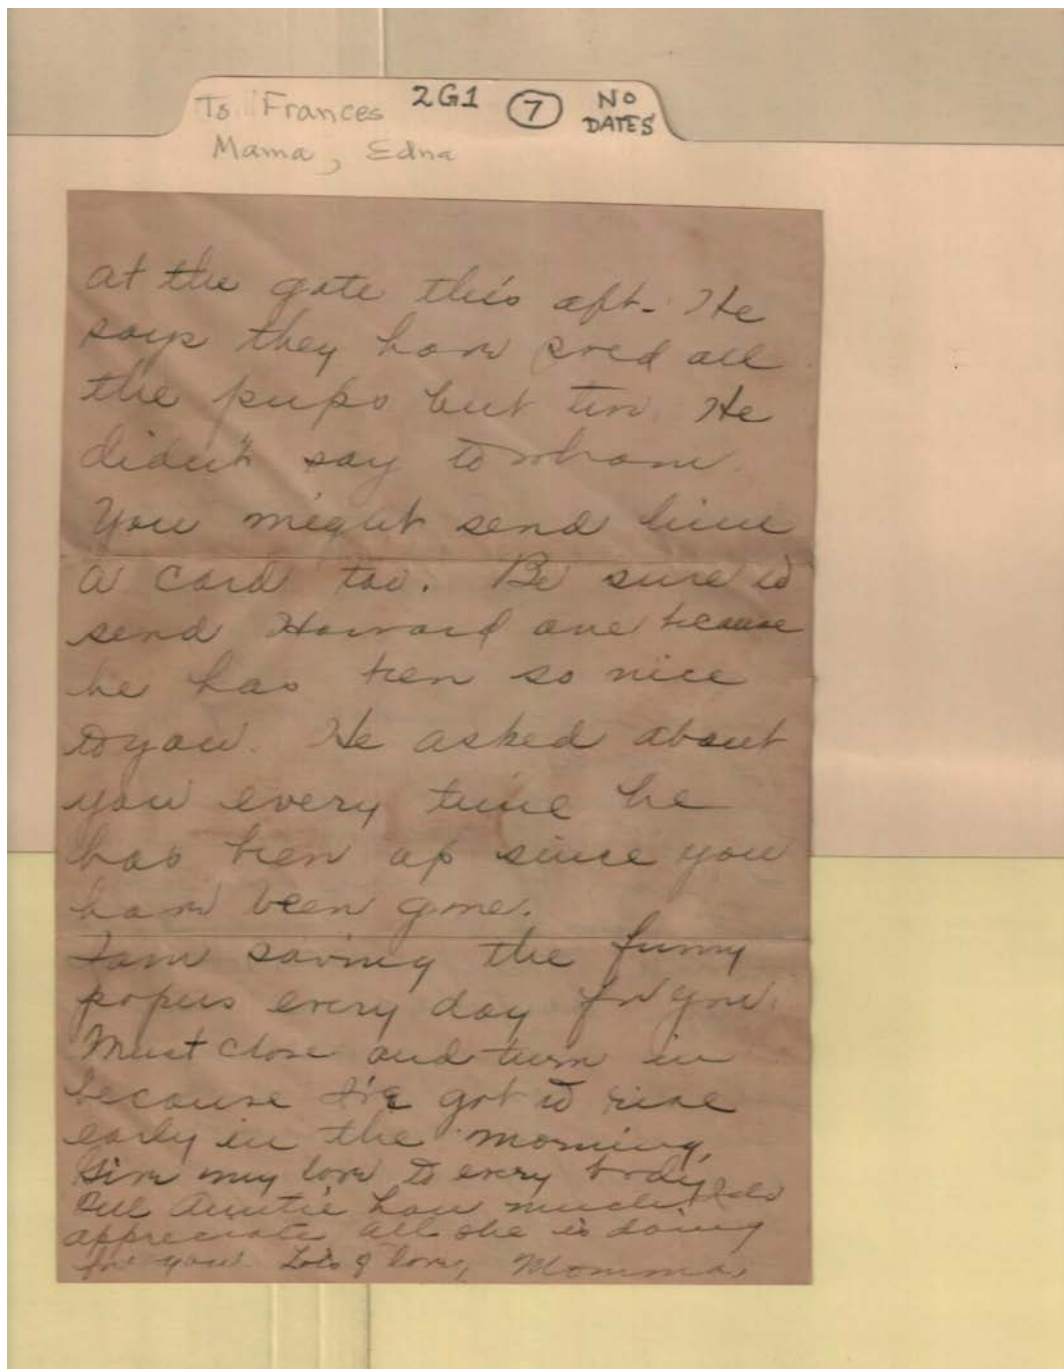 To Frances 2G1 7 NO
DATES
Mama, Edna
at the gate this aft. He
says they have sold all
the pups but two. He
didn't say to whom.
You might send him
a card too. Be sure to
send Howard one because
he has been so nice
to you. He asked about
you every time he
has been up since you
have been gone.
I am saving the funny
papers every day for you.
Must close and turn in
because I've got to rise
early in the morning.
Give my love to every body
Tell Auntie how much I
appreciate all she is doing
for you. Lots of love, Momma,